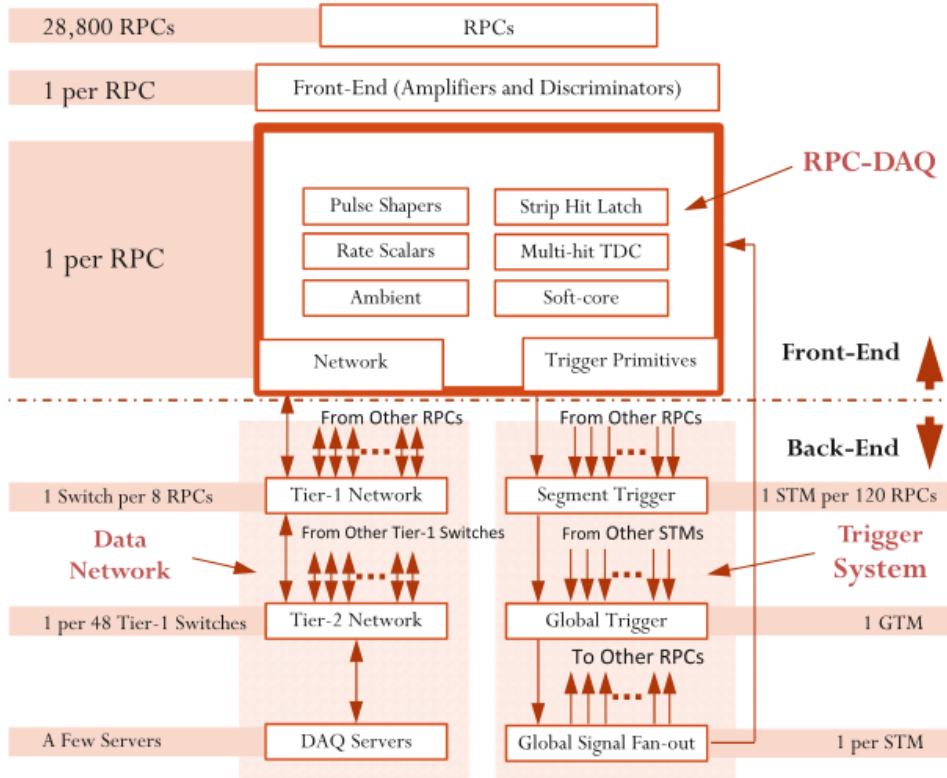 28,800 RPCs
RPCs
1 per RPC
Front-End (Amplifiers and Discriminators)
1 per RPC
RPC-DAQ
Pulse Shapers
Strip Hit Latch
Rate Scalars
Multi-hit TDC
Ambient
Soft-core
Network
Trigger Primitives
Front-End
From Other RPCs
From Other RPCs
Back-End
1 Switch per 8 RPCs
Tier-1 Network
Segment Trigger
1 STM per 120 RPCs
From Other Tier-1 Switches
From Other STMs
Data
Network
Trigger
System
1 per 48 Tier-1 Switches
Tier-2 Network
Global Trigger
1 GTM
To Other RPCs
A Few Servers
DAQ Servers
Global Signal Fan-out
1 per STM